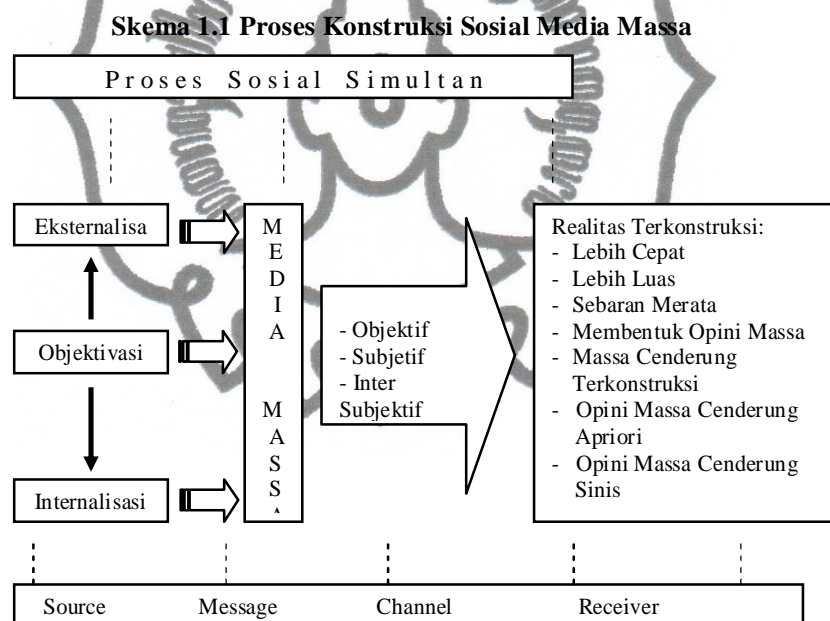 Skema 1.1 Proses Konstruksi Sosial Media Massa
Proses Sosial Simultan
Eksternalisa
Objektivasi
Internalisasi
M
E
D
I
A
M
A
S
S
- Objektif
- Subjetif
- Inter
Subjektif
Realitas Terkonstruksi:
- Lebih Cepat
- Lebih Luas
- Sebaran Merata
- Membentuk Opini Massa
- Massa Cenderung
Terkonstruksi
- Opini Massa Cenderung
Apriori
- Opini Massa Cenderung
Sinis
Source Message Channel Receiver